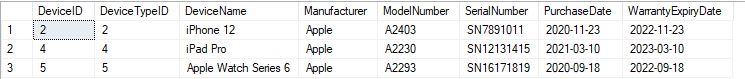 DeviceID DeviceTypeID DeviceName Manufacturer ModelNumber SerialNumber PurchaseDate WarrantyExpiryDate
1 2 2 iPhone 12 Apple A2403 SN7891011 2020-11-23 2022-11-23
2 4 4 iPad Pro Apple A2230 SN12131415 2021-03-10 2023-03-10
3 5 5 Apple Watch Series 6 Apple A2293 SN16171819 2020-09-18 2022-09-18